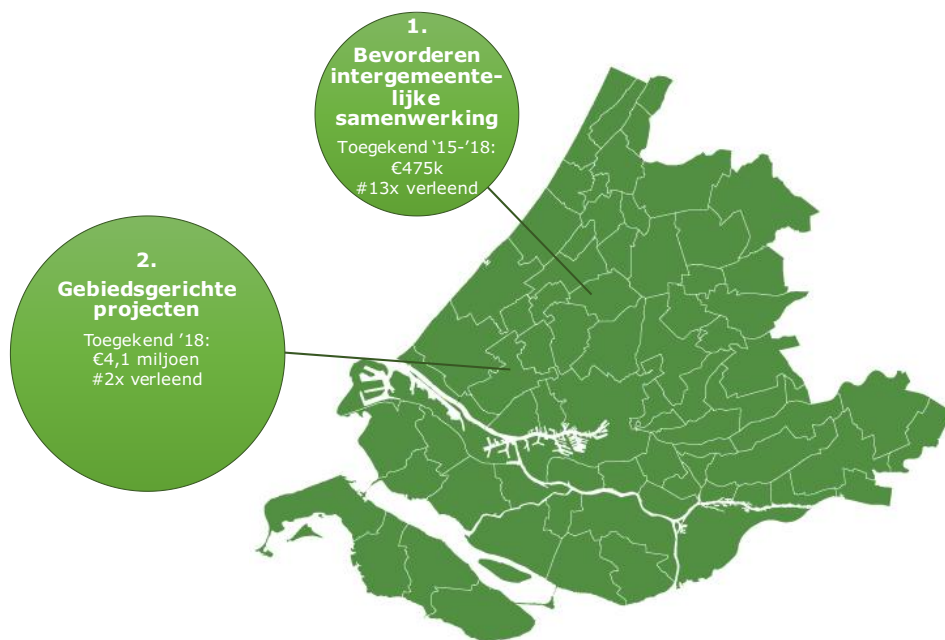 1.
Bevorderen
intergemeente-
lijke
samenwerking
Toegekend ‘15-’18:
€475k
#13x verleend
2.
Gebiedsgerichte
projecten
Toegekend ’18:
€4,1 miljoen
#2x verleend